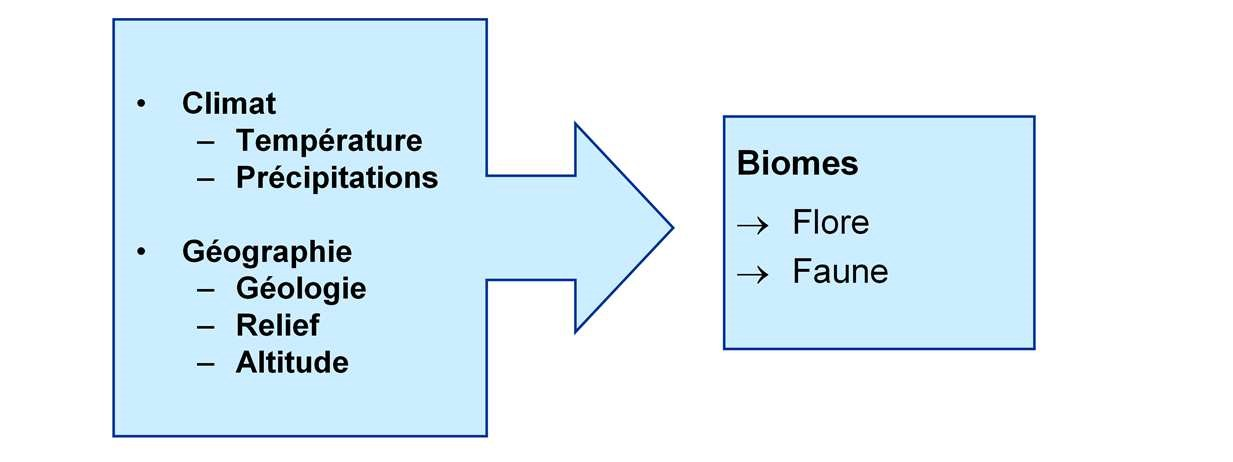 • Climat
– Température
– Précipitations
• Géographie
– Géologie
– Relief
– Altitude
Biomes
→ Flore
→ Faune